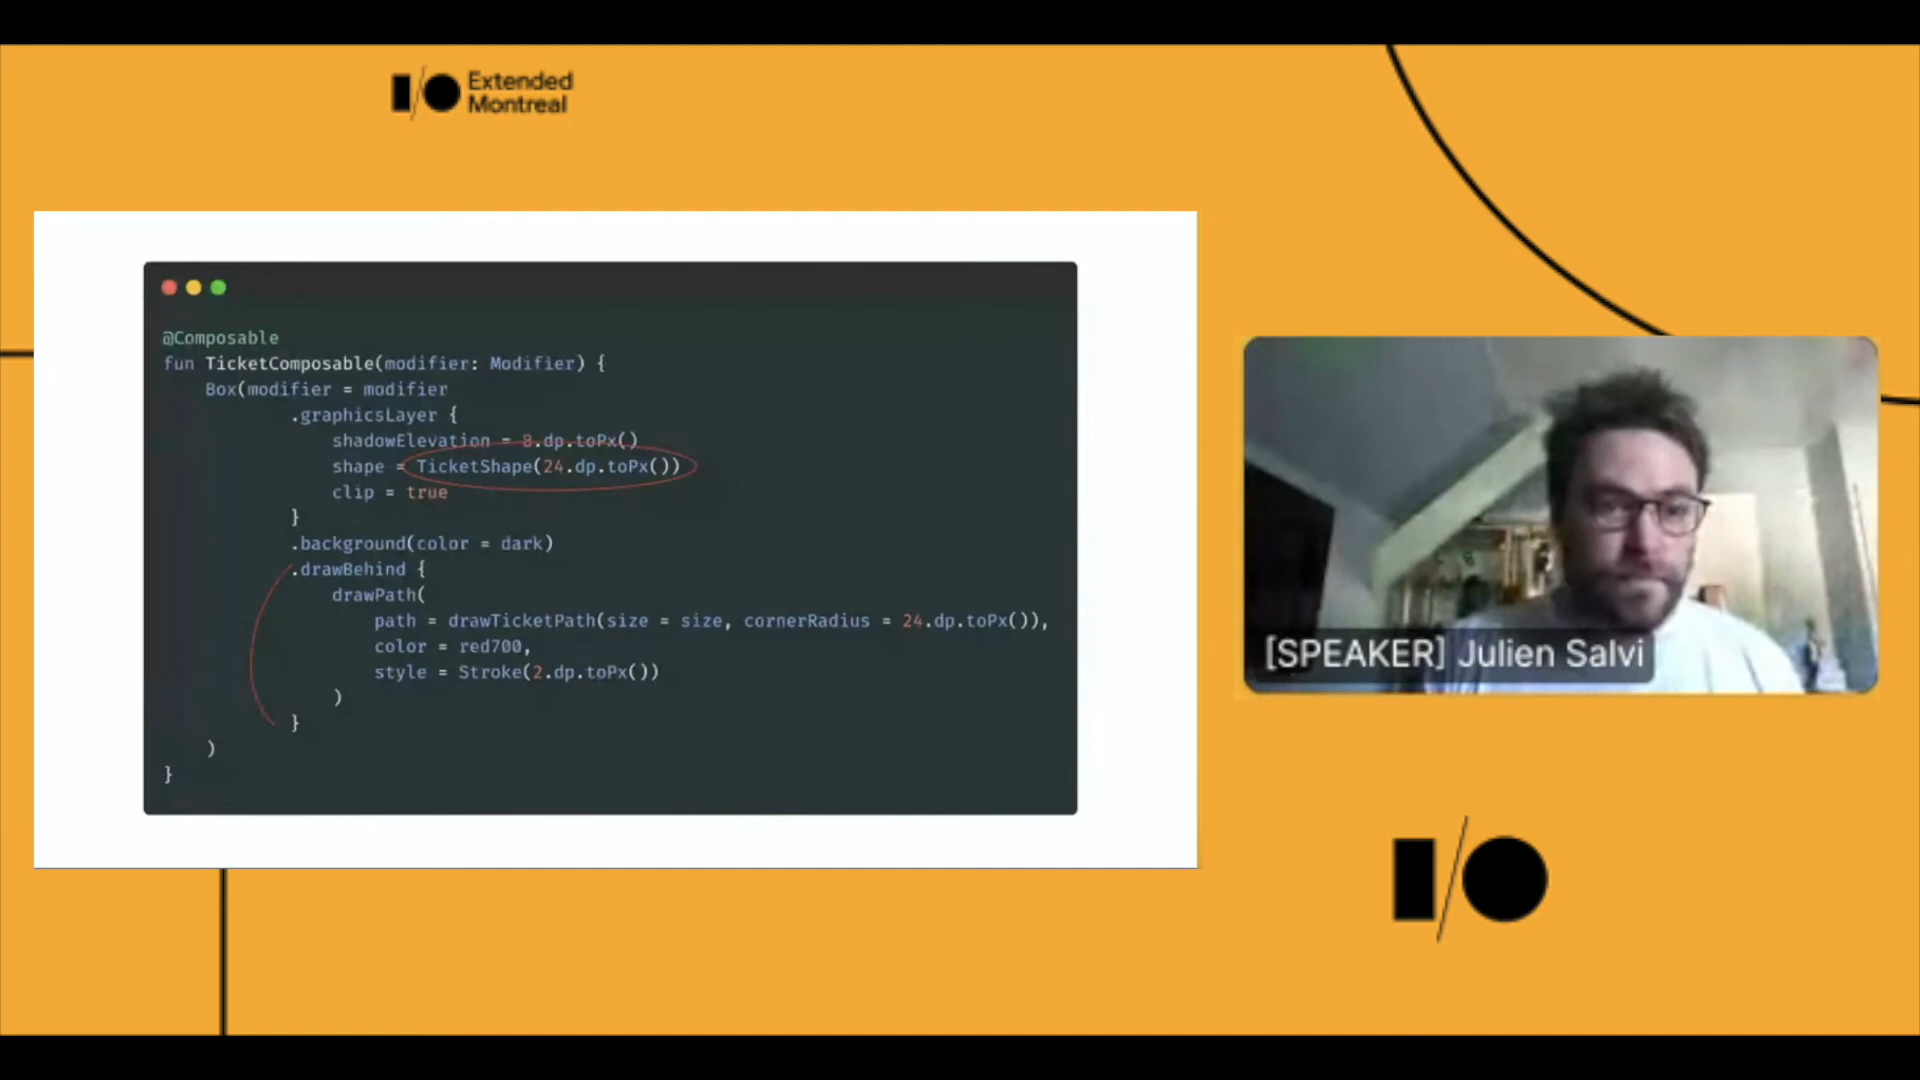 I/O Extended
Montreal
@Composable
fun TicketComposable(modifier: Modifier) {
Box(modifier = modifier
.graphicsLayer {
shadowElevation = 8.dp.toPx()
shape = TicketShape(24.dp.toPx())
clip = true
}
.background(color = dark)
.drawBehind {
drawPath(
path = drawTicketPath(size = size, cornerRadius = 24.dp.toPx()),
color = red700,
style = Stroke(2.dp.toPx())
)
}
)
}
[SPEAKER] Julien Salvi
I/O